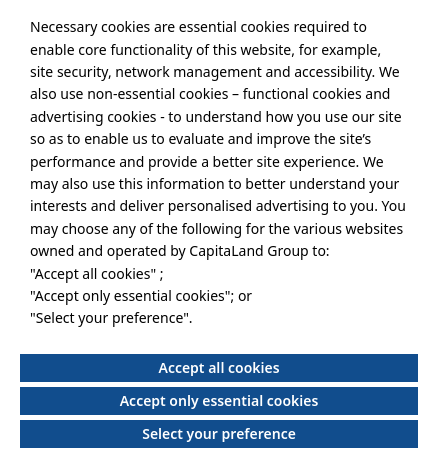 Necessary cookies are essential cookies required to
enable core functionality of this website, for example,
site security, network management and accessibility. We
also use non-essential cookies – functional cookies and
advertising cookies - to understand how you use our site
so as to enable us to evaluate and improve the site’s
performance and provide a better site experience. We
may also use this information to better understand your
interests and deliver personalised advertising to you. You
may choose any of the following for the various websites
owned and operated by CapitaLand Group to:
"Accept all cookies" ;
"Accept only essential cookies"; or
"Select your preference".
Accept all cookies
Accept only essential cookies
Select your preference